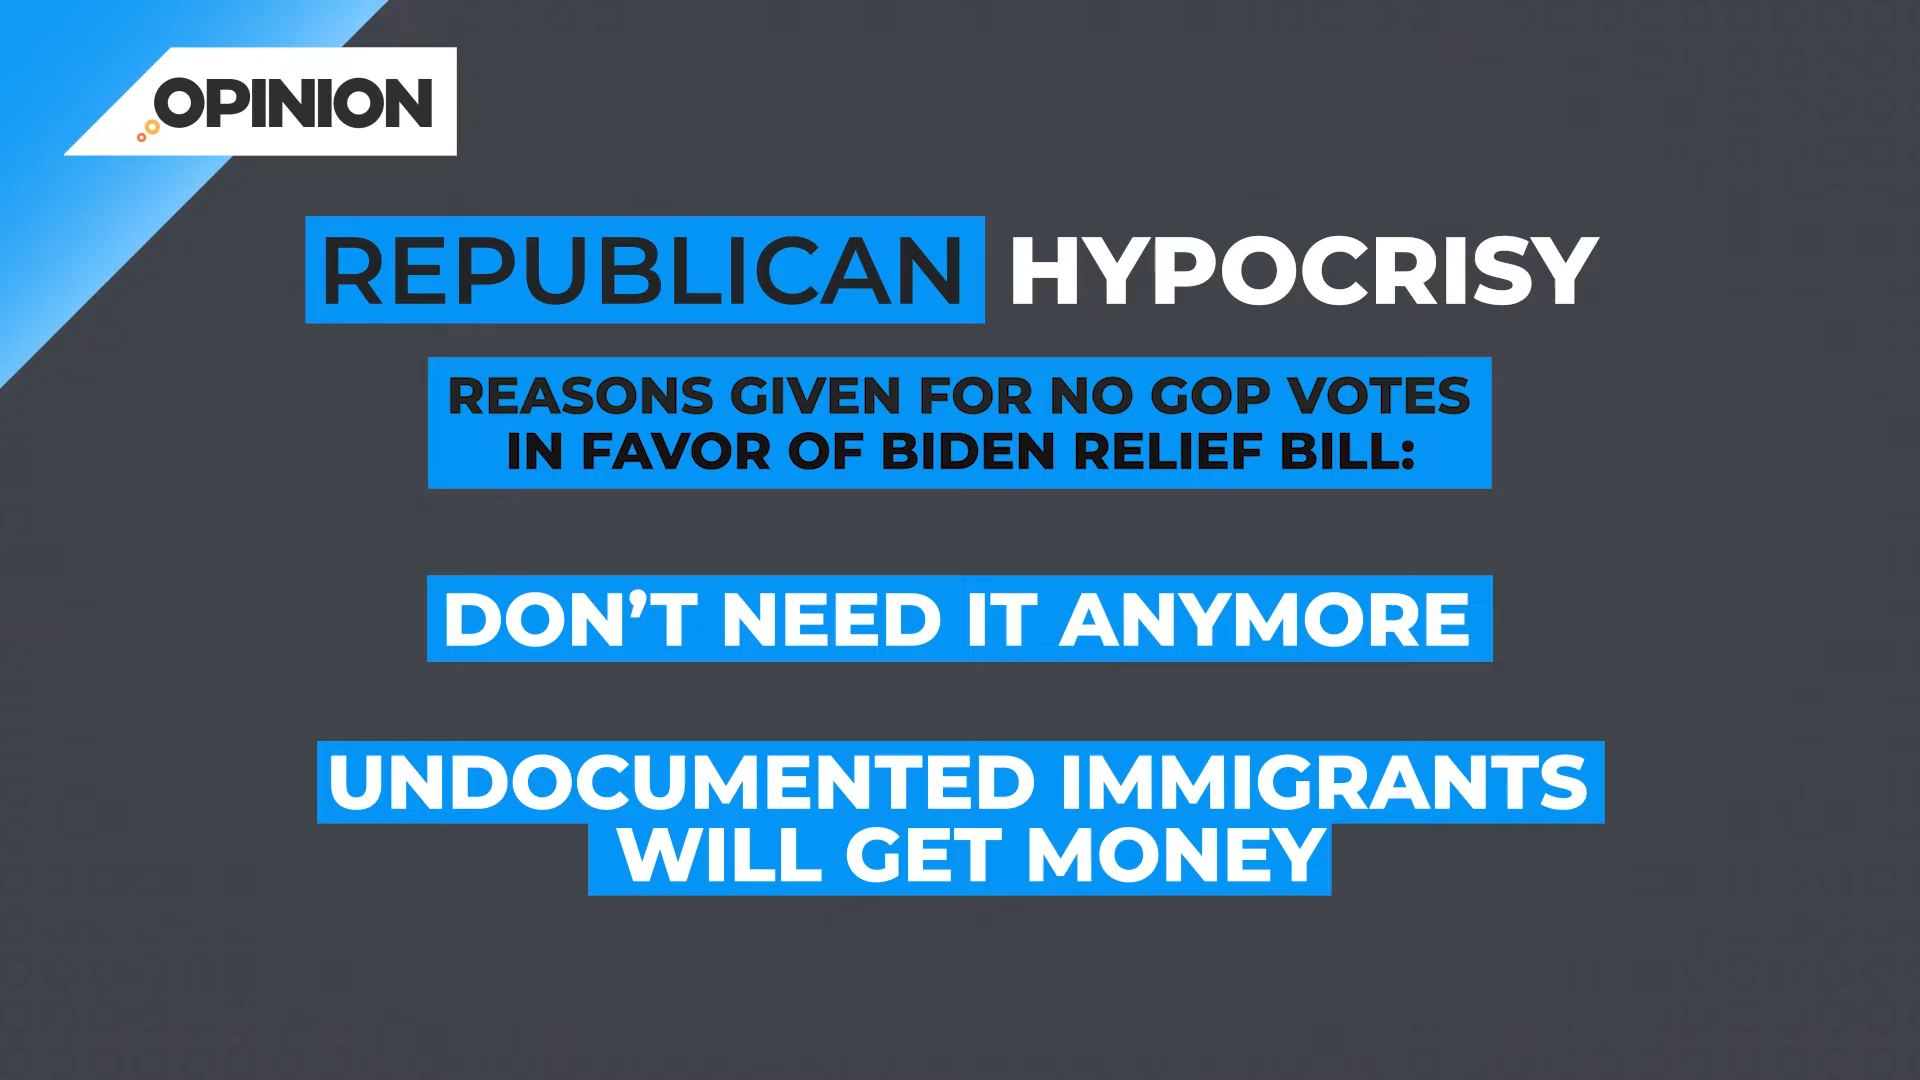 OPINION
REPUBLICAN HYPOCRISY
REASONS GIVEN FOR NO GOP VOTES
IN FAVOR OF BIDEN RELIEF BILL:
DON’T NEED IT ANYMORE
UNDOCUMENTED IMMIGRANTS
WILL GET MONEY